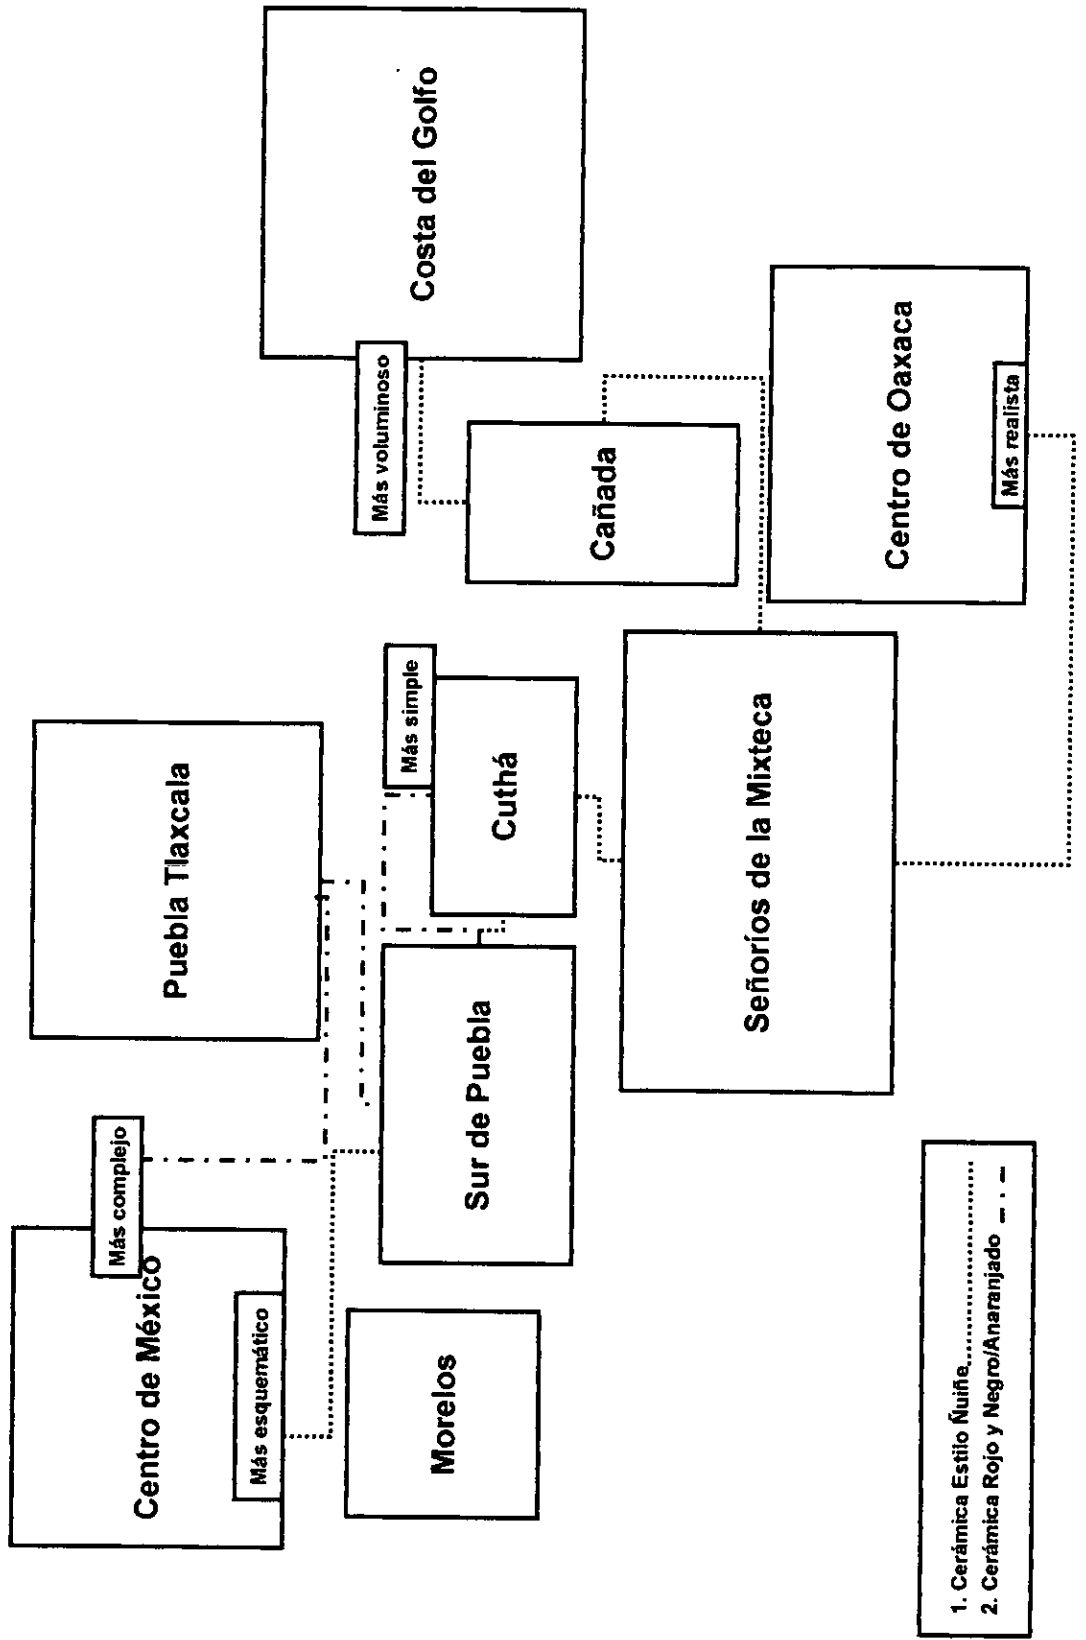 Centro de México
Más complejo
Más esquemático
Puebla Tlaxcala
Morelos
Sur de Puebla
Cuthá
Más simple
Costa del Golfo
Más voluminoso
Cañada
Señoríos de la Mixteca
Centro de Oaxaca
Más realista
1. Cerámica Estilo Ñuiñe
2. Cerámica Rojo y Negro/Anaranjado